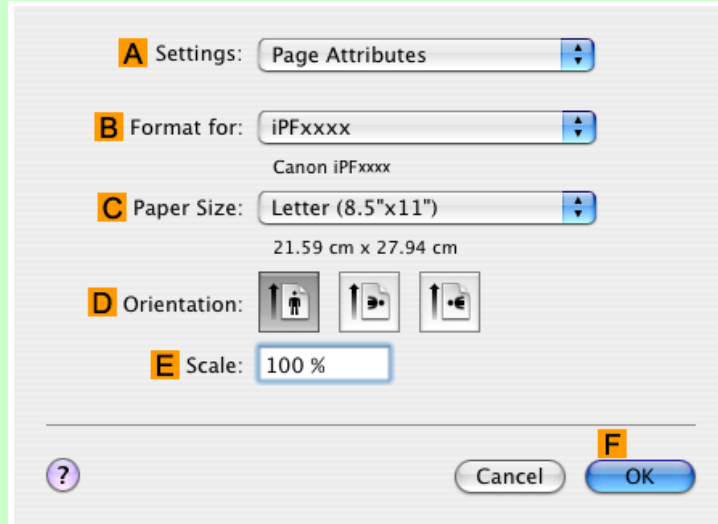 A Settings: Page Attributes
B Format for: iPFxxxx
Canon iPFxxxx
C Paper Size: Letter (8.5"x11")
21.59 cm x 27.94 cm
D Orientation:
E Scale: 100 %
F
? Cancel OK